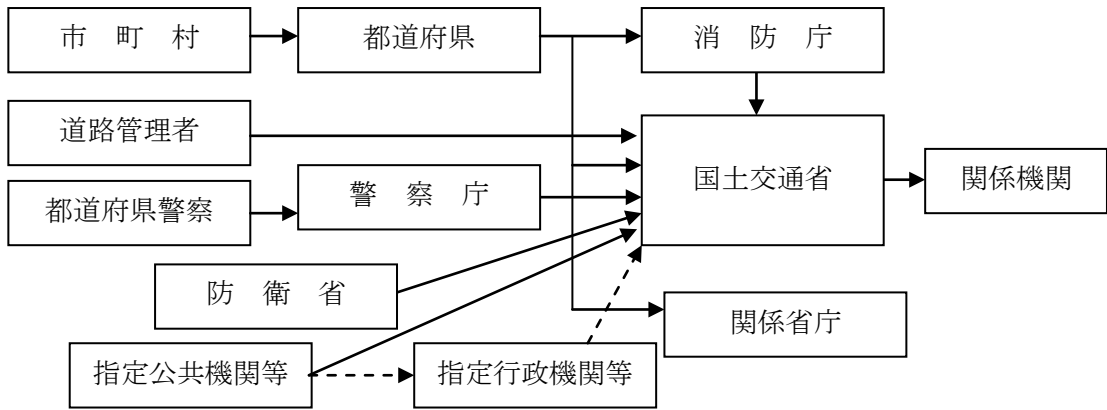 市　町　村
都道府県
消　防　庁
道路管理者
国土交通省
関係機関
都道府県警察
警　察　庁
防　衛　省
関係省庁
指定公共機関等
指定行政機関等